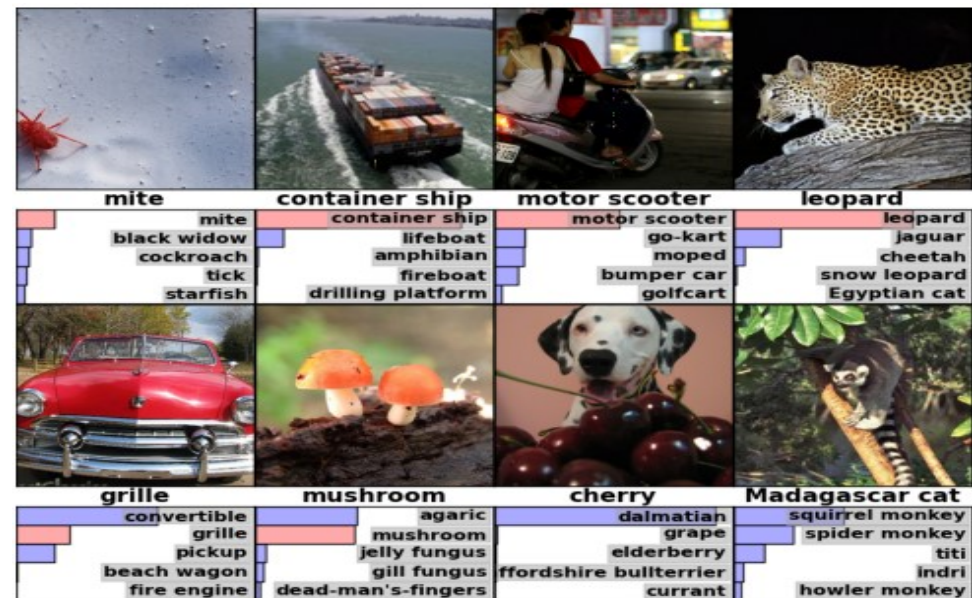 mite
container ship
motor scooter
leopard
mite
black widow
cockroach
tick
starfish
container ship
lifeboat
amphibian
fireboat
drilling platform
motor scooter
go-kart
moped
bumper car
golfcart
leopard
jaguar
cheetah
snow leopard
Egyptian cat
grille
mushroom
cherry
Madagascar cat
convertible
grille
pickup
beach wagon
fire engine
agaric
mushroom
jelly fungus
gill fungus
dead-man's-fingers
dalmatian
grape
elderberry
ffordshire bullterrier
currant
squirrel monkey
spider monkey
titi
indri
howler monkey